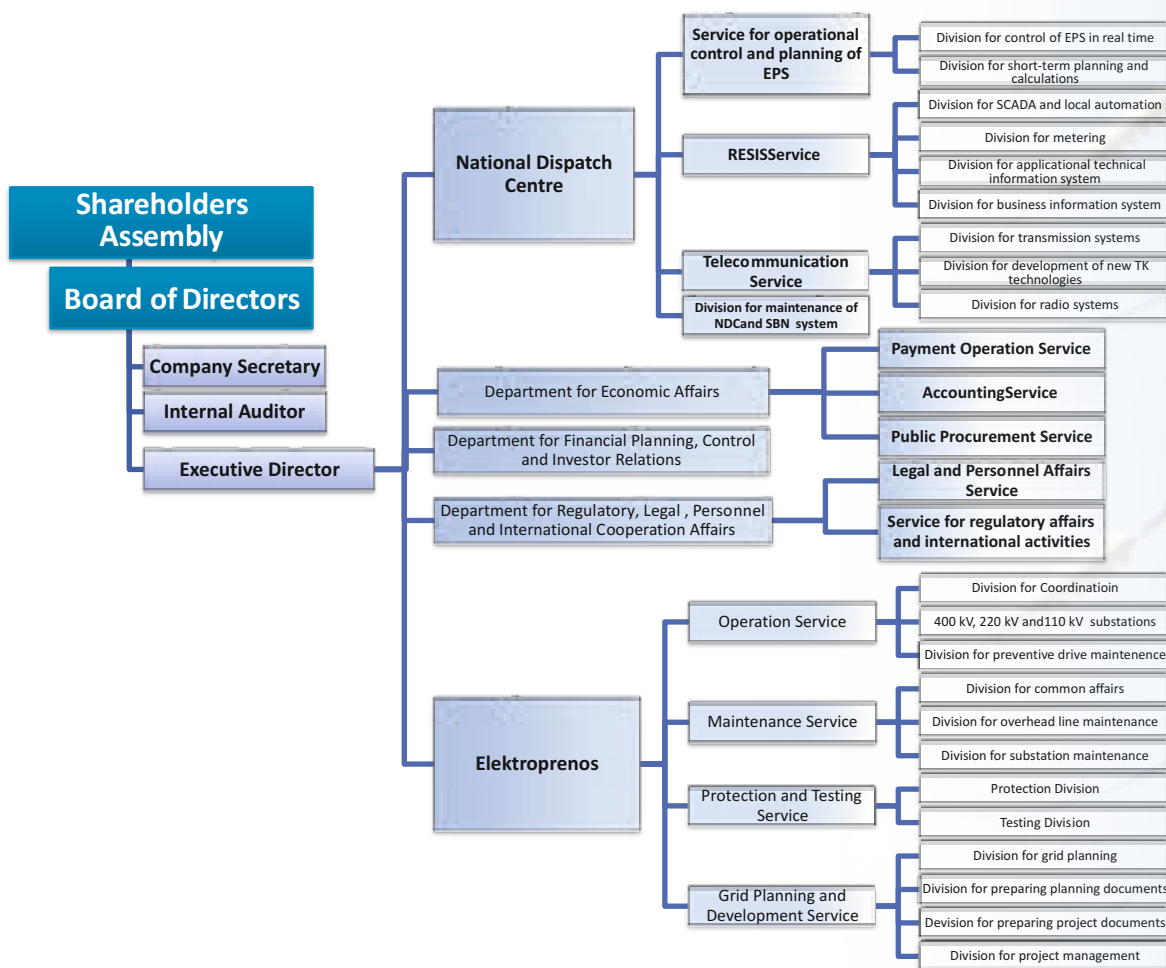 Shareholders
Assembly
Board of Directors
Company Secretary
Internal Auditor
Executive Director
National Dispatch
Centre
Service for operational
control and planning of
EPS
Division for control of EPS in real time
Division for short-term planning and
calculations
RESISService
Division for SCADA and local automation
Division for metering
Division for applicational technical
information system
Division for business information system
Telecommunication
Service
Division for transmission systems
Division for development of new TK
technologies
Division for radio systems
Division for maintenance of
NDCand SBN system
Department for Economic Affairs
Payment Operation Service
AccountingService
Public Procurement Service
Department for Financial Planning, Control
and Investor Relations
Department for Regulatory, Legal , Personnel
and International Cooperation Affairs
Legal and Personnel Affairs
Service
Service for regulatory affairs
and international activities
Elektroprenos
Operation Service
Division for Coordinatioin
400 kV, 220 kV and110 kV substations
Division for preventive drive maintenence
Maintenance Service
Division for common affairs
Division for overhead line maintenance
Division for substation maintenance
Protection and Testing
Service
Protection Division
Testing Division
Grid Planning and
Development Service
Division for grid planning
Division for preparing planning documents
Devision for preparing project documents
Division for project management